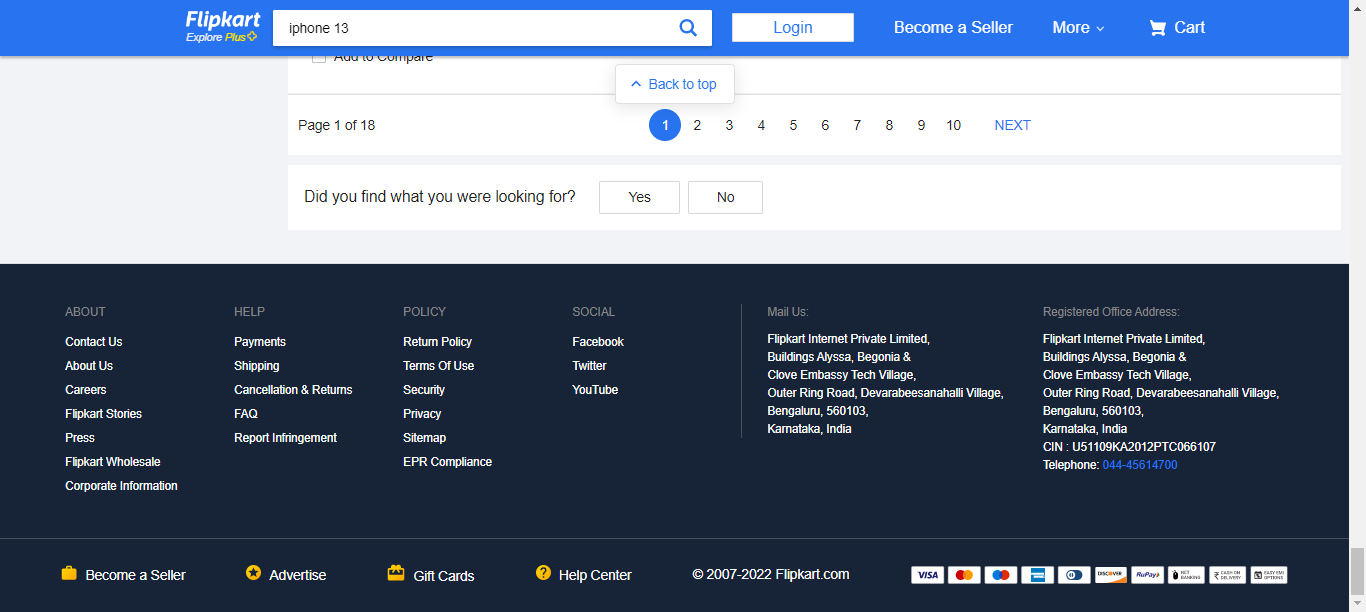 Flipkart
Explore Plus
iphone 13
Login
Become a Seller
More
Cart
Add to Compare
Back to top
Page 1 of 18
1 2 3 4 5 6 7 8 9 10 NEXT
Did you find what you were looking for?
Yes
No
ABOUT
Contact Us
About Us
Careers
Flipkart Stories
Press
Flipkart Wholesale
Corporate Information
HELP
Payments
Shipping
Cancellation & Returns
FAQ
Report Infringement
POLICY
Return Policy
Terms Of Use
Security
Privacy
Sitemap
EPR Compliance
SOCIAL
Facebook
Twitter
YouTube
Mail Us:
Flipkart Internet Private Limited,
Buildings Alyssa, Begonia &
Clove Embassy Tech Village,
Outer Ring Road, Devarabeesanahalli Village,
Bengaluru, 560103,
Karnataka, India
Registered Office Address:
Flipkart Internet Private Limited,
Buildings Alyssa, Begonia &
Clove Embassy Tech Village,
Outer Ring Road, Devarabeesanahalli Village,
Bengaluru, 560103,
Karnataka, India
CIN : U51109KA2012PTC066107
Telephone: 044-45614700
Become a Seller
Advertise
Gift Cards
Help Center
© 2007-2022 Flipkart.com
VISA
DISCOVER
RuPay
NET BANKING
CASH ON DELIVERY
EASY EMI OPTIONS